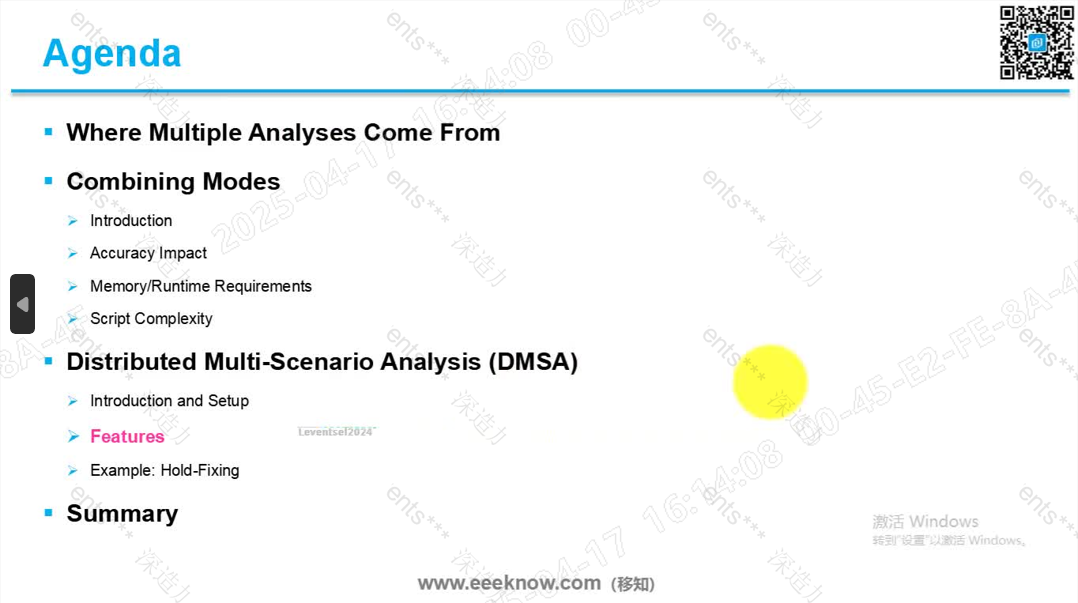 Agenda
Where Multiple Analyses Come From
Combining Modes
Introduction
Accuracy Impact
Memory/Runtime Requirements
Script Complexity
Distributed Multi-Scenario Analysis (DMSA)
Introduction and Setup
Features
Leventsel2024
Example: Hold-Fixing
Summary
激活 Windows
转到"设置"以激活 Windows。
www.eeeknow.com（移知）
ents***
深造
2025-04-17 16:14:08
00-45-E2-FE-8A-45